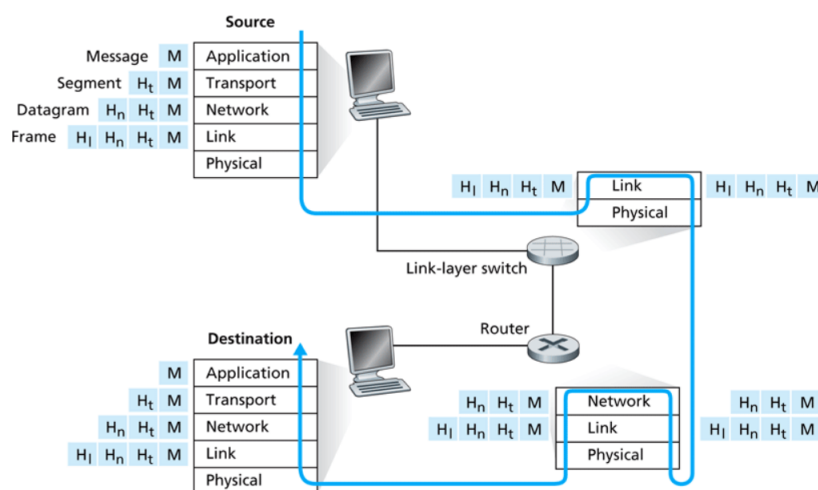 Source
Message M Application
Segment Ht M Transport
Datagram Hn Ht M Network
Frame Hl Hn Ht M Link
Physical
Hl Hn Ht M Link Hl Hn Ht M
Physical
Link-layer switch
Router
Destination
M Application
Ht M Transport
Hn Ht M Network
Hl Hn Ht M Link
Physical
Hn Ht M Network Hn Ht M
Hl Hn Ht M Link Hl Hn Ht M
Physical